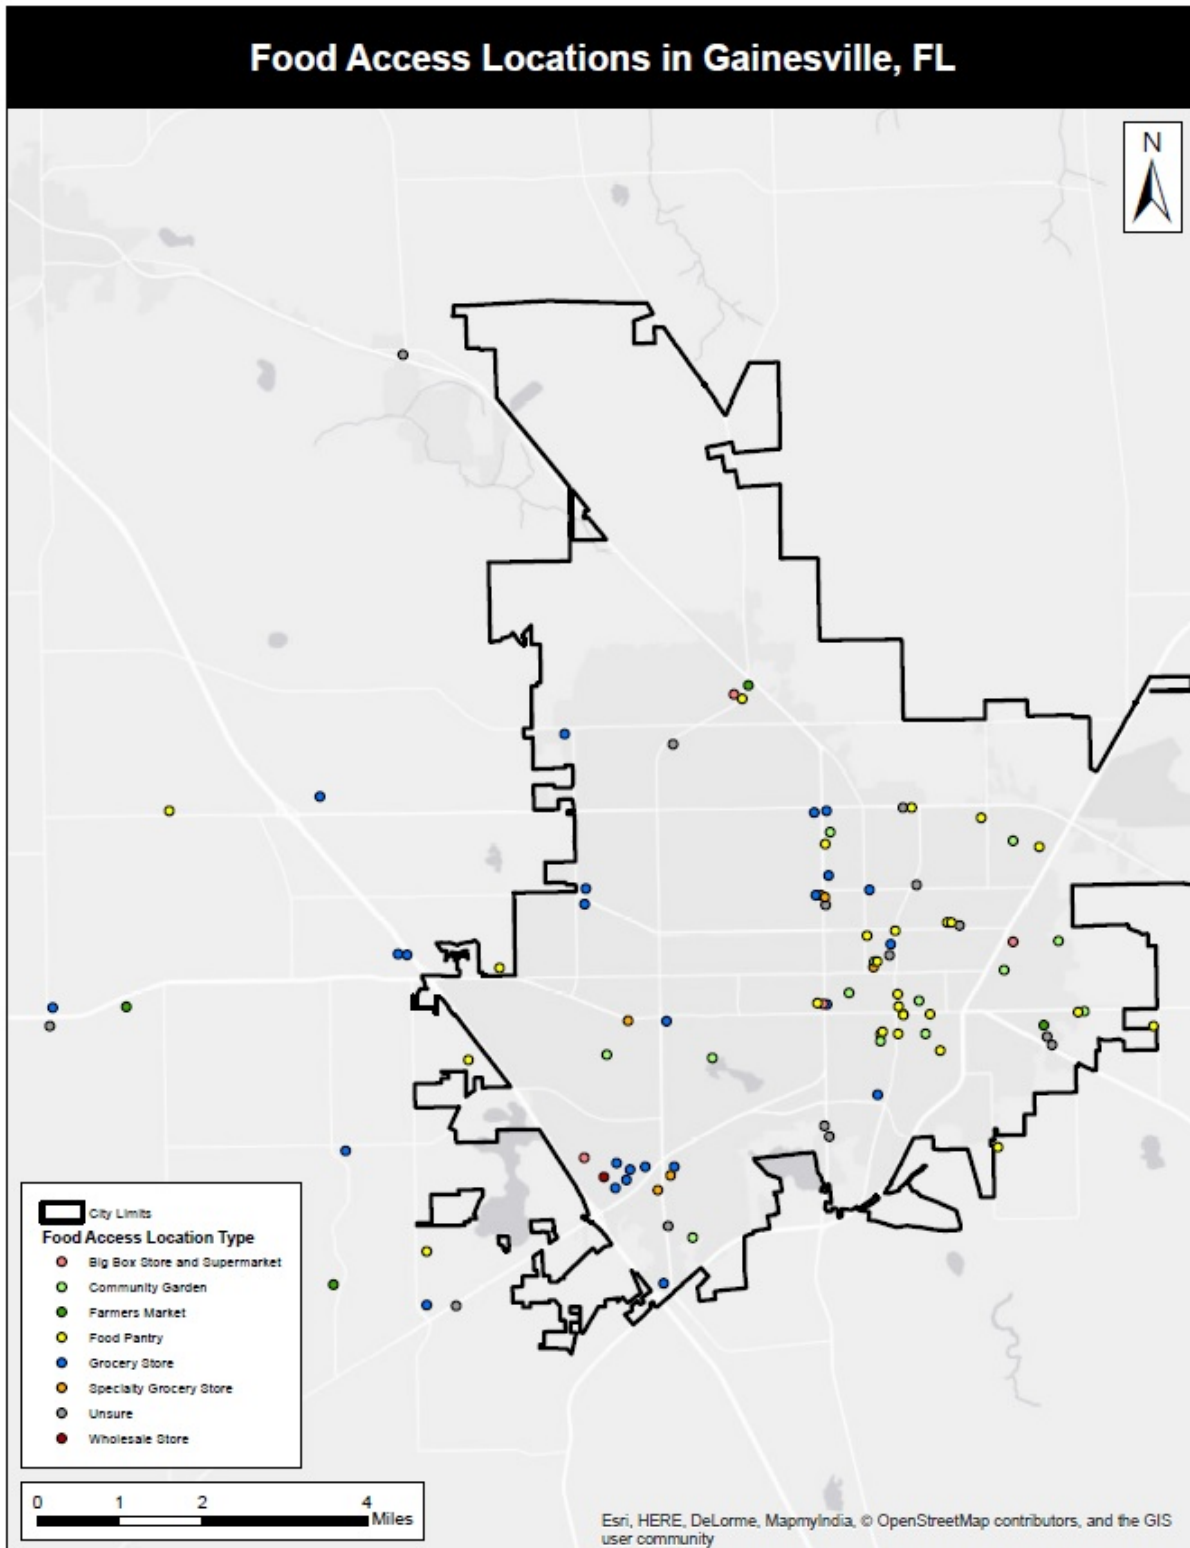 Food Access Locations in Gainesville, FL
N
City Limits
Food Access Location Type
Big Box Store and Supermarket
Community Garden
Farmers Market
Food Pantry
Grocery Store
Specialty Grocery Store
Unsure
Wholesale Store
0 1 2 4
Miles
Esri, HERE, DeLorme, MapmyIndia, © OpenStreetMap contributors, and the GIS
user community